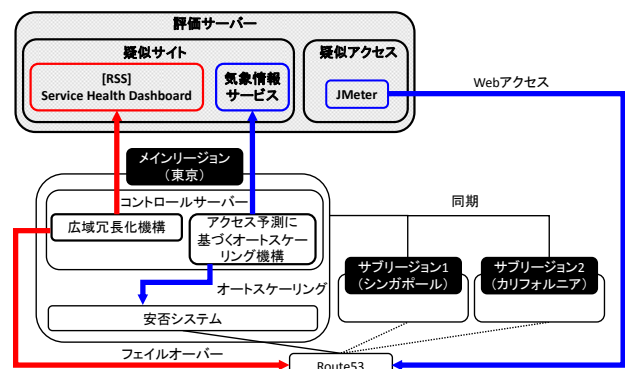 評価サーバー
疑似サイト
疑似アクセス
[RSS]
Service Health Dashboard
気象情報
サービス
JMeter
Webアクセス
メインリージョン
（東京）
コントロールサーバー
広域冗長化機構
アクセス予測に
基づくオートスケー
リング機構
同期
サブリージョン1
（シンガポール）
サブリージョン2
（カリフォルニア）
オートスケーリング
安否システム
フェイルオーバー
Route53